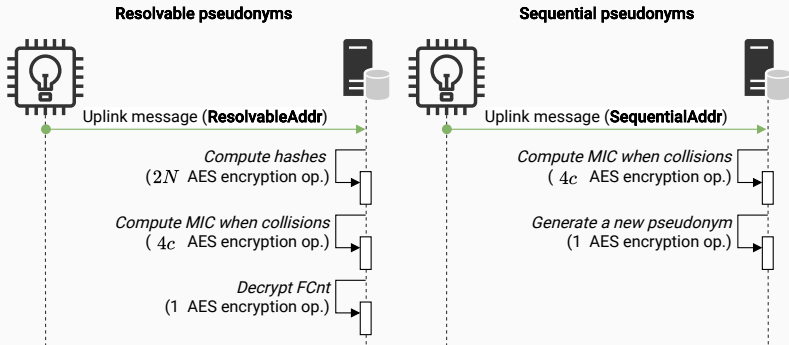 Resolvable pseudonyms
Uplink message (ResolvableAddr)
Compute hashes
(2N AES encryption op.)
Compute MIC when collisions
( 4c AES encryption op.)
Decrypt FCnt
(1 AES encryption op.)
Sequential pseudonyms
Uplink message (SequentialAddr)
Compute MIC when collisions
( 4c AES encryption op.)
Generate a new pseudonym
(1 AES encryption op.)